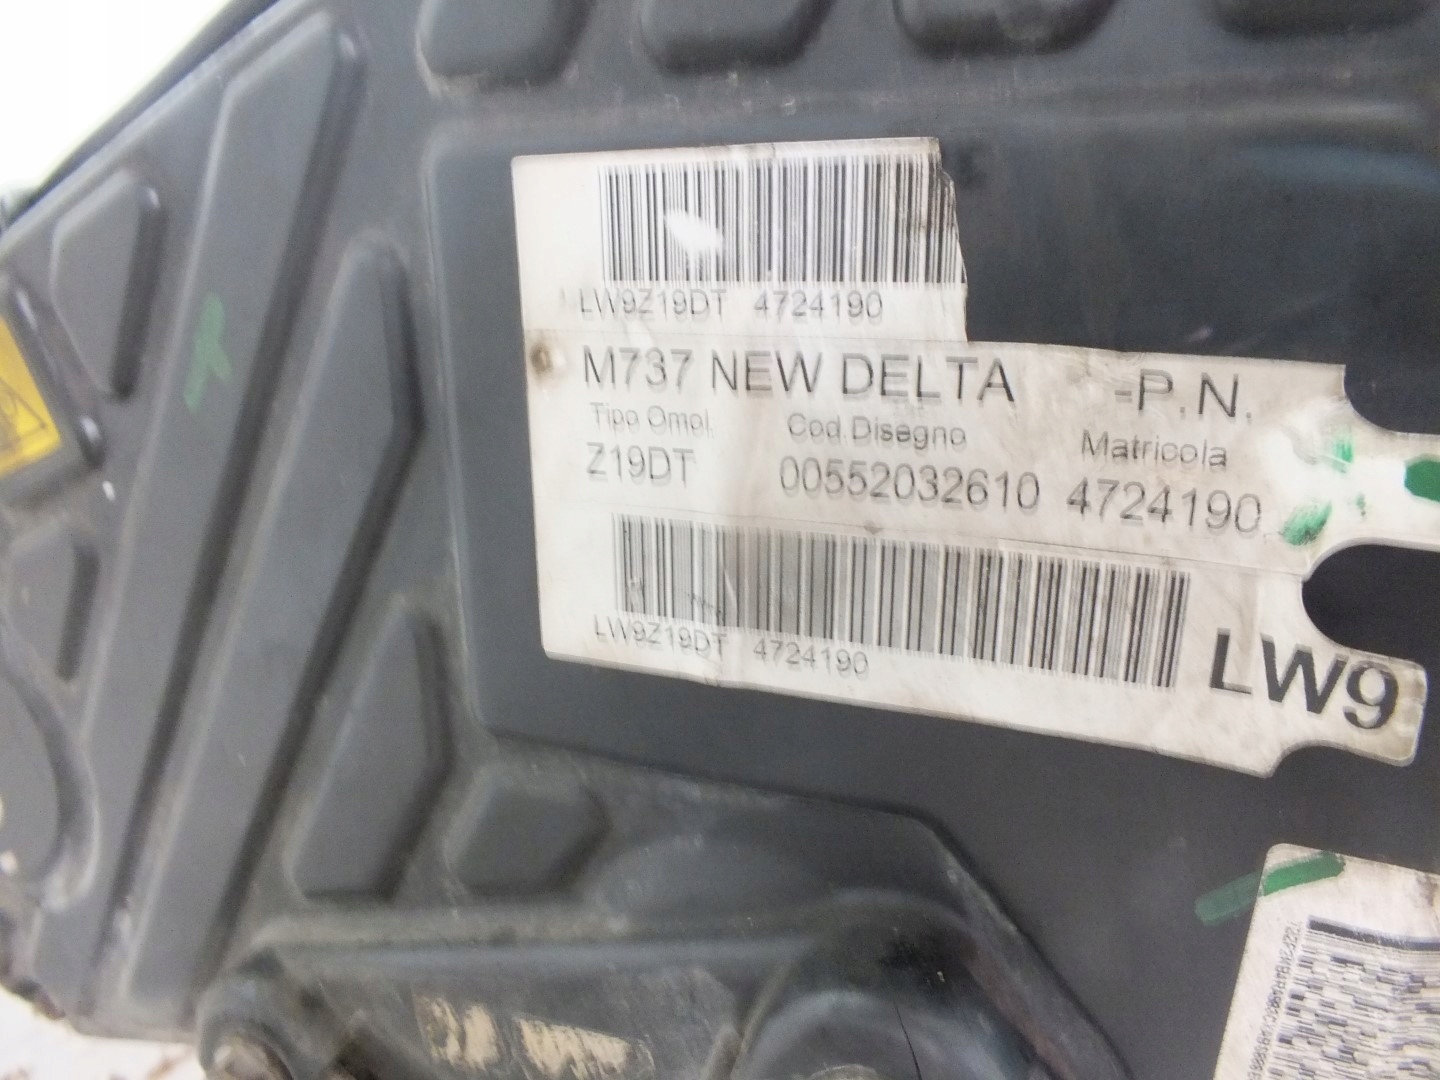 LW9Z19DT 4724190
M737 NEW DELTA -P.N.
Tipo Omol. Cod.Disegno Matricola
Z19DT 00552032610 4724190
LW9Z19DT 4724190
LW9